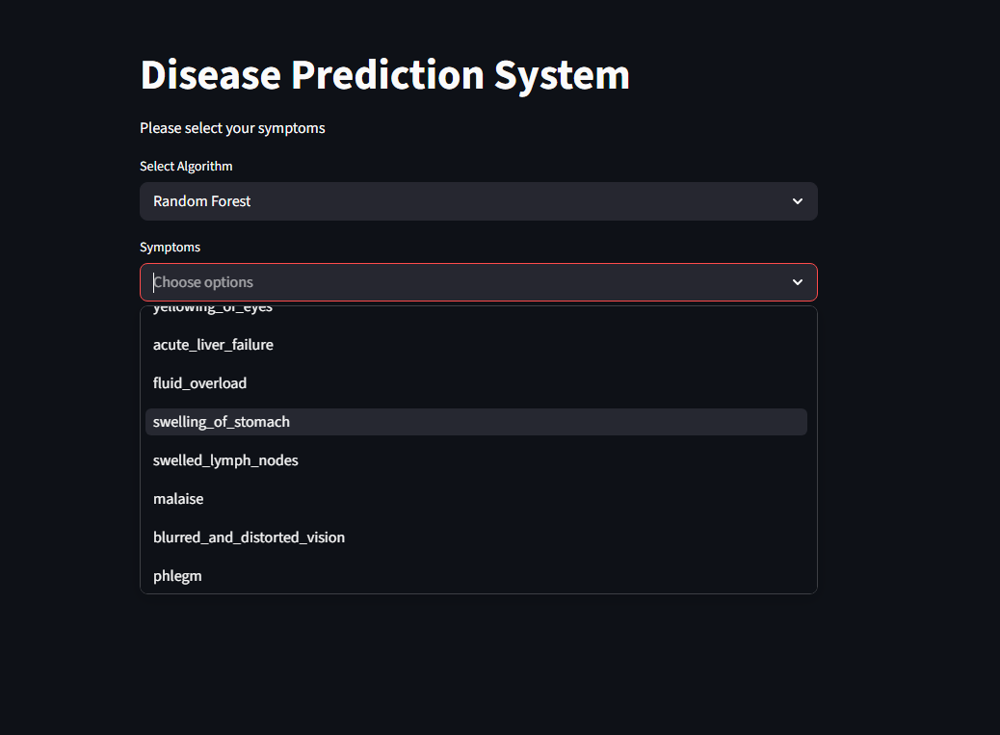 Disease Prediction System
Please select your symptoms
Select Algorithm
Random Forest
Symptoms
Choose options
yellowing_of_eyes
acute_liver_failure
fluid_overload
swelling_of_stomach
swelled_lymph_nodes
malaise
blurred_and_distorted_vision
phlegm